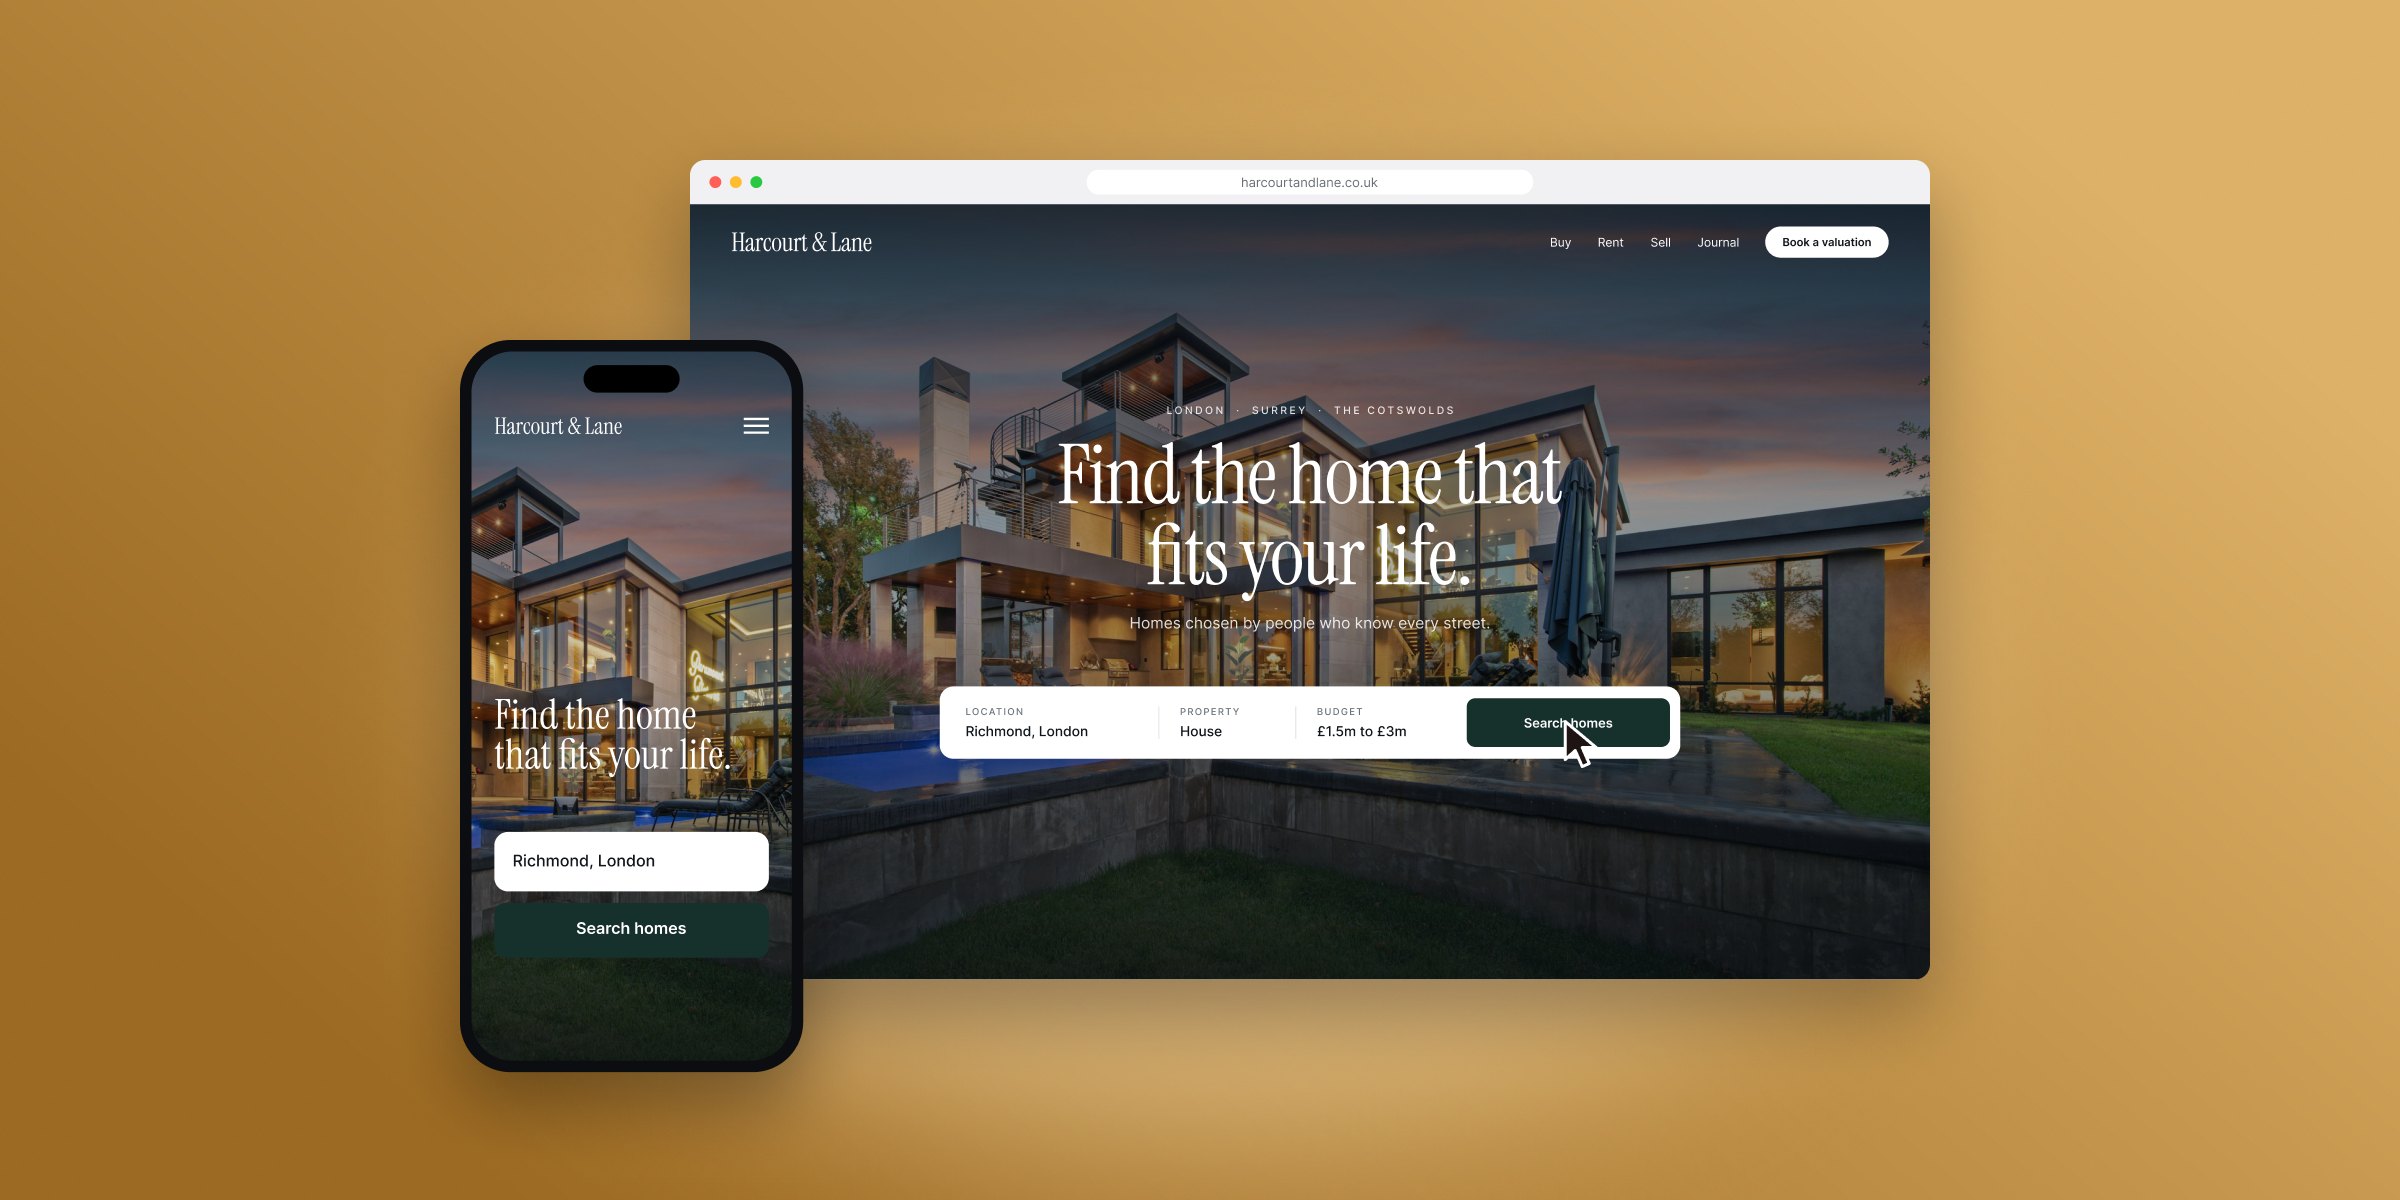 harcourtandlane.co.uk
Harcourt & Lane
Buy Rent Sell Journal Book a valuation
LONDON · SURREY · THE COTSWOLDS
Find the home that
fits your life.
Homes chosen by people who know every street.
LOCATION PROPERTY BUDGET
Richmond, London House £1.5m to £3m
Search homes
Harcourt & Lane
Find the home
that fits your life.
Richmond, London
Search homes